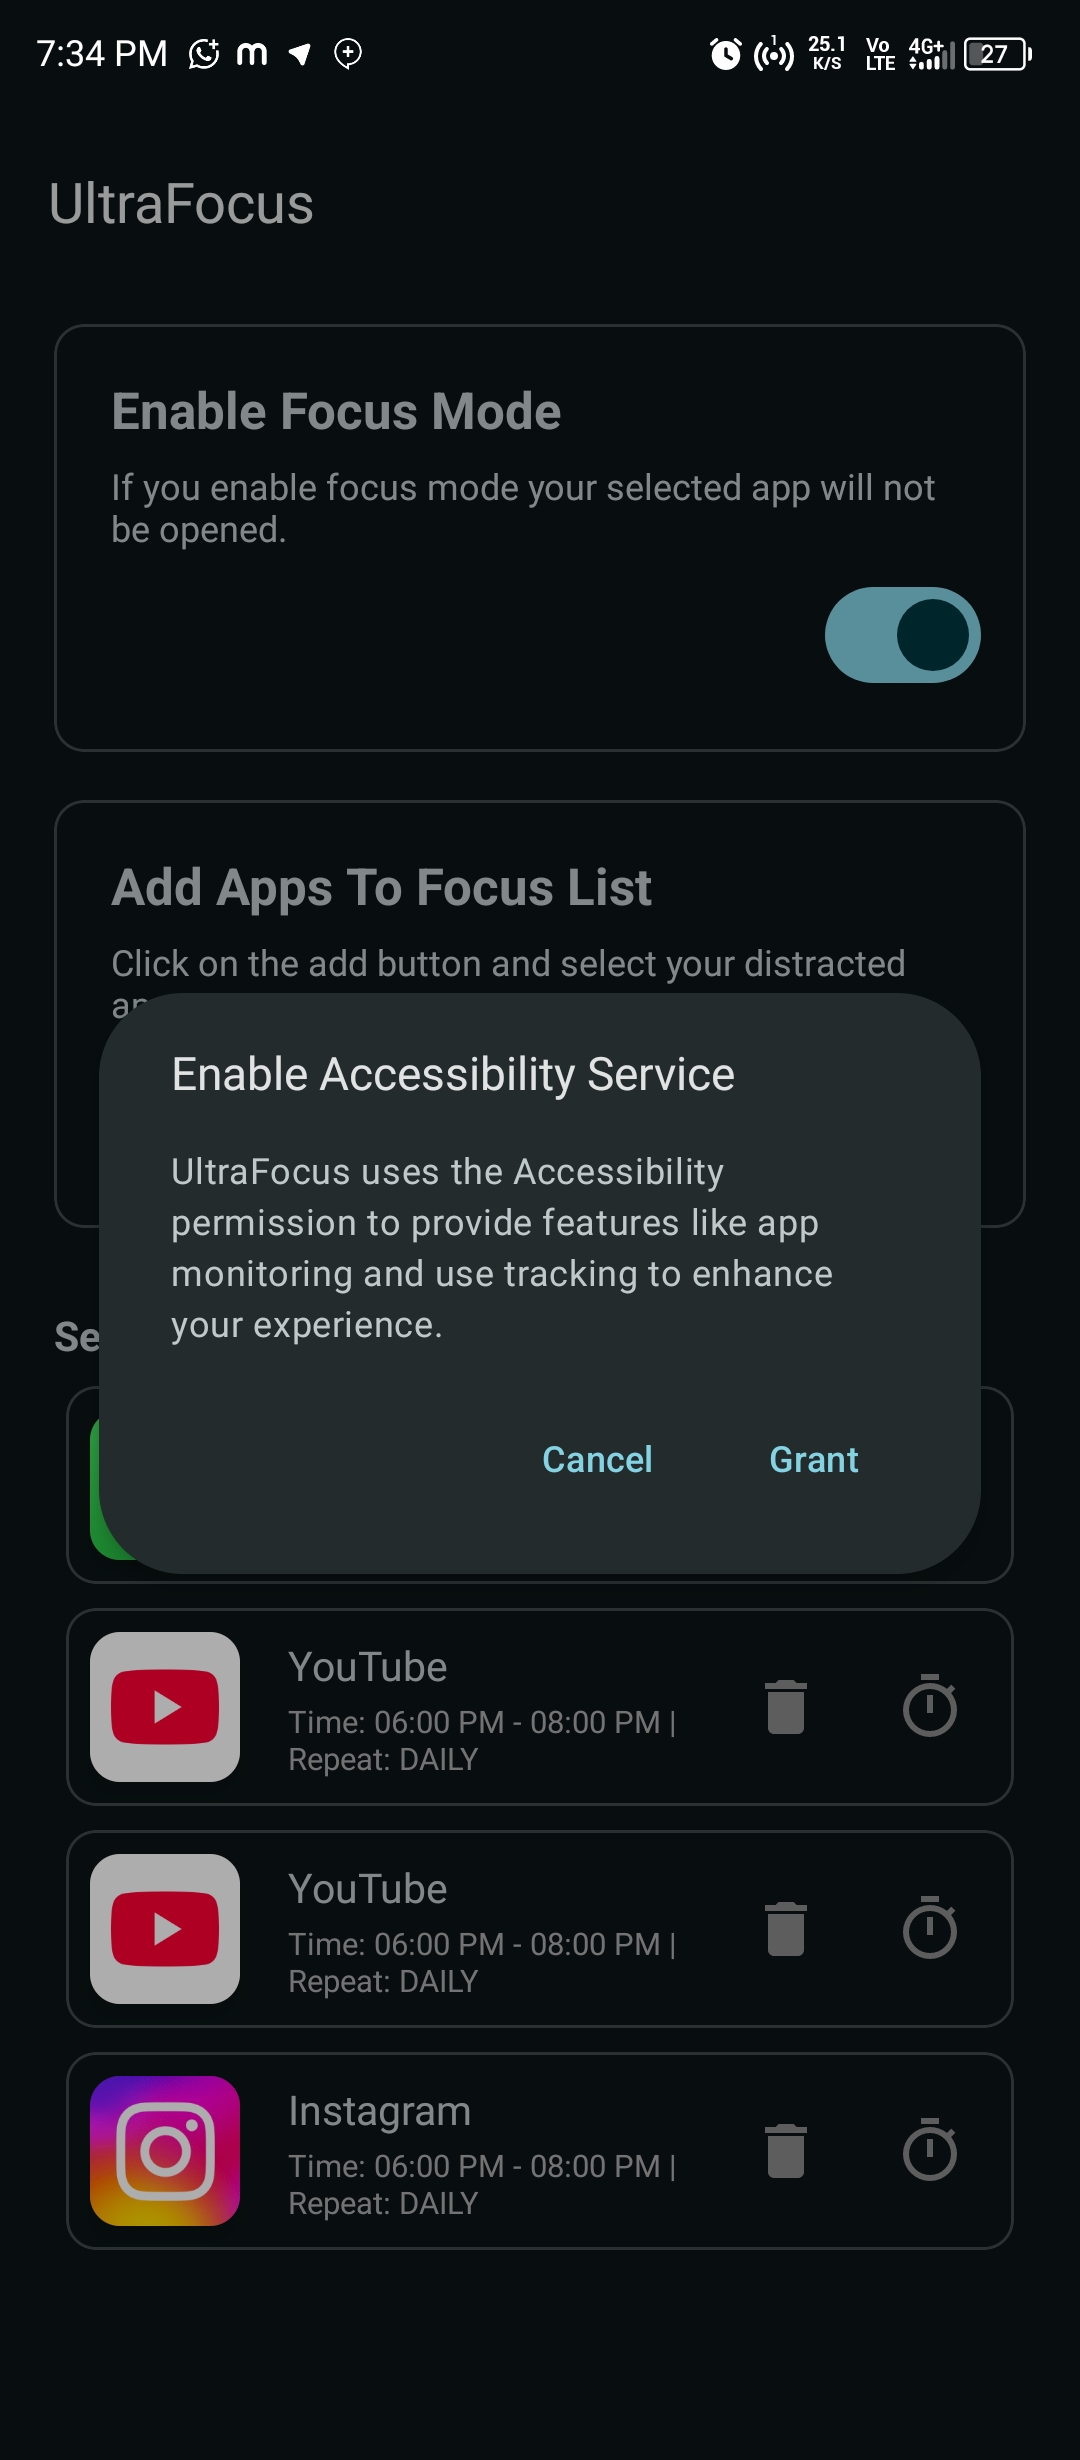 7:34 PM
1
25.1
K/S
Vo
LTE
4G+
27
UltraFocus
Enable Focus Mode
If you enable focus mode your selected app will not
be opened.
Add Apps To Focus List
Click on the add button and select your distracted
Enable Accessibility Service
UltraFocus uses the Accessibility
permission to provide features like app
monitoring and use tracking to enhance
your experience.
Cancel
Grant
YouTube
Time: 06:00 PM - 08:00 PM |
Repeat: DAILY
YouTube
Time: 06:00 PM - 08:00 PM |
Repeat: DAILY
Instagram
Time: 06:00 PM - 08:00 PM |
Repeat: DAILY